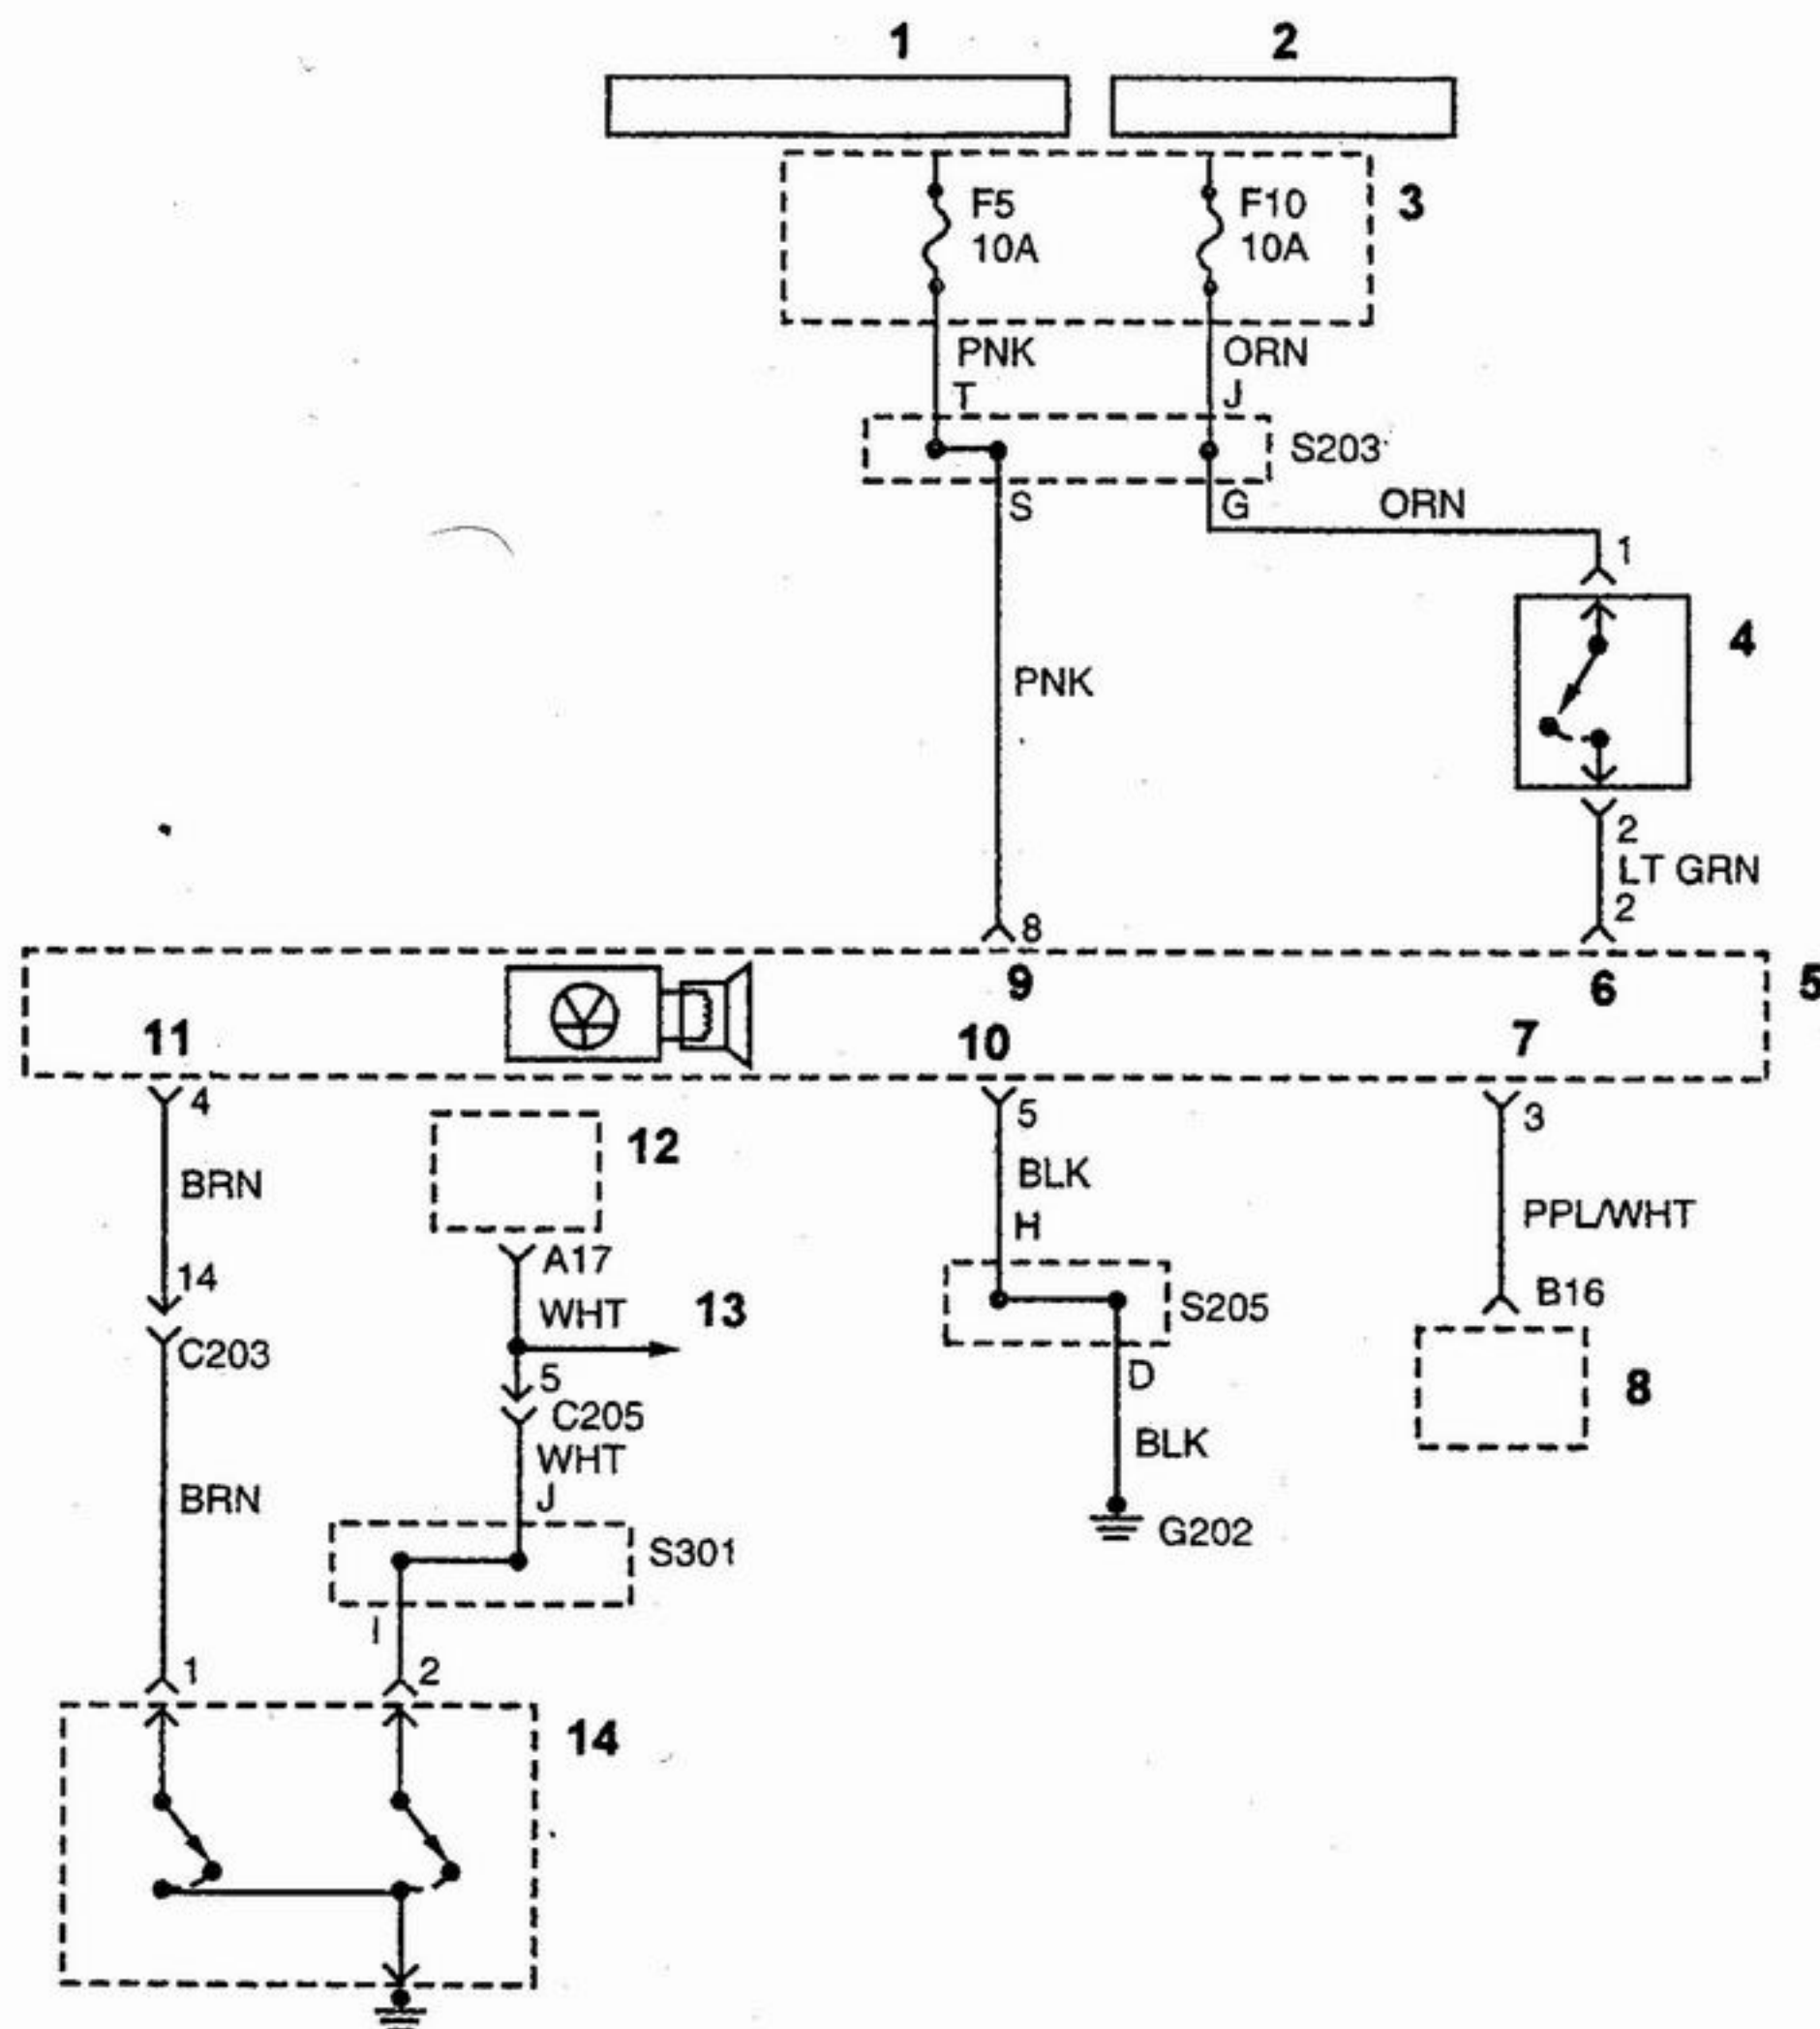 1 2
F5 F10 3
10A 10A
PNK ORN
T J
S203
S G ORN
1
4
PNK
2
LT GRN
8 2
9 6 5
11 10 7
4 12 5 3
BRN BLK
PPL/WHT
H
14 A17
WHT 13 S205 B16
C203
5 D 8
C205
WHT BLK
BRN J
G202
S301
I
1 2
14